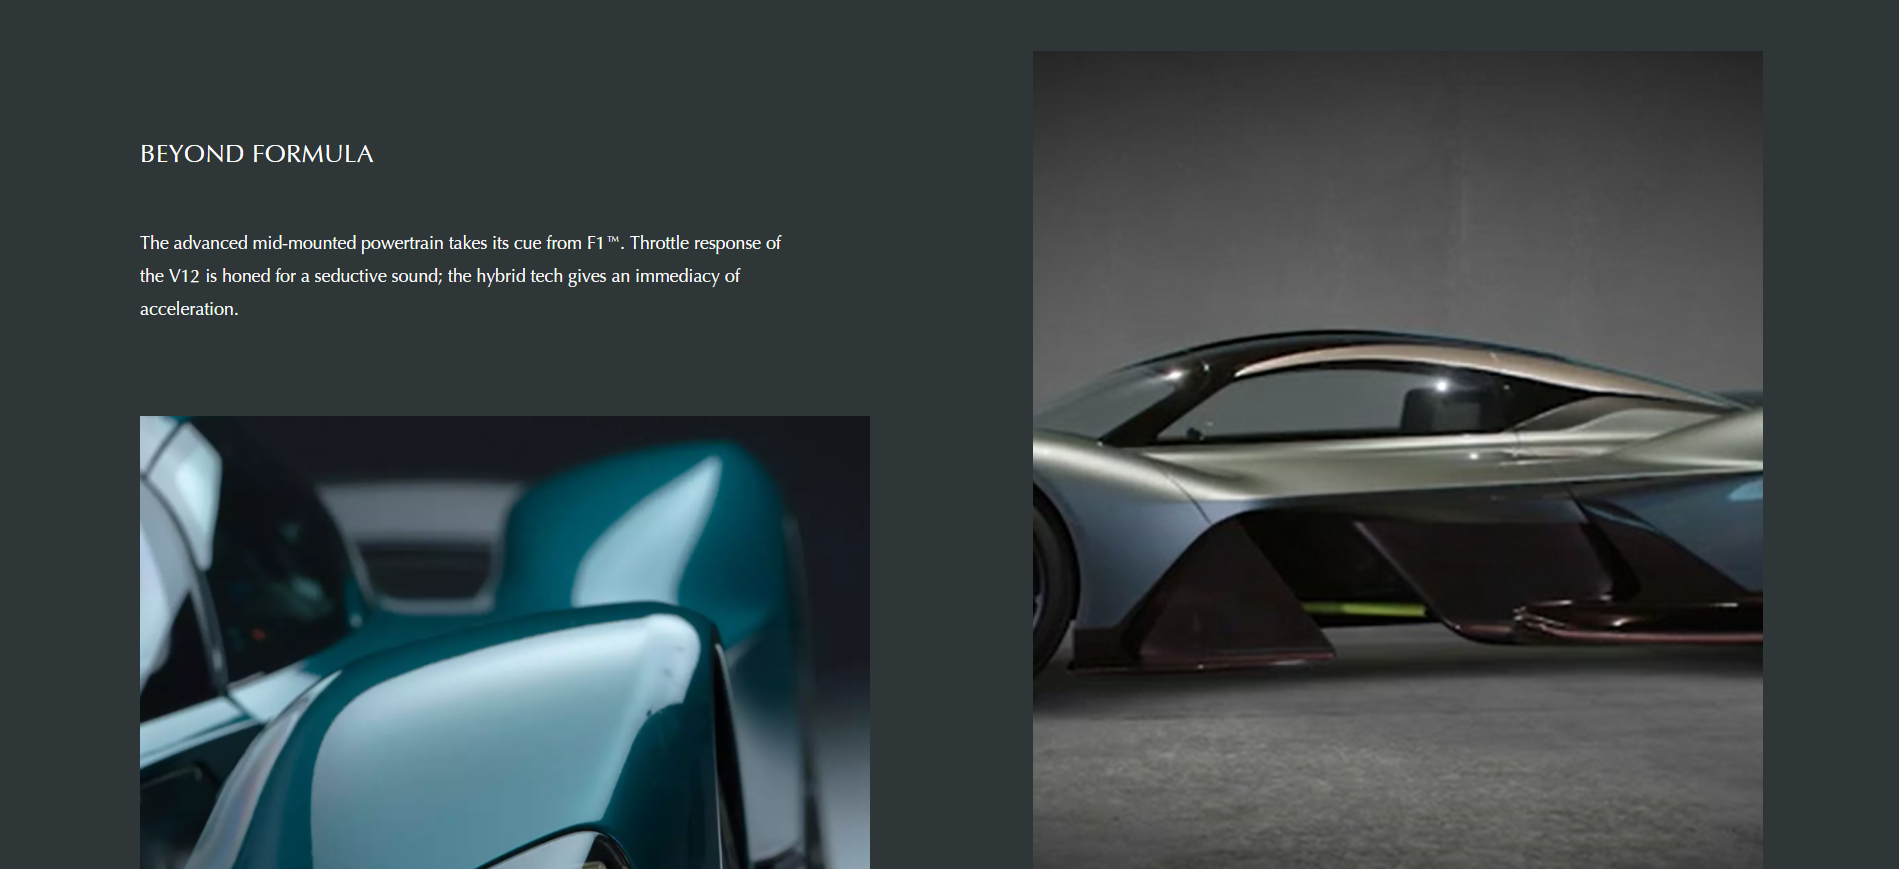 BEYOND FORMULA
The advanced mid-mounted powertrain takes its cue from F1™. Throttle response of
the V12 is honed for a seductive sound; the hybrid tech gives an immediacy of
acceleration.